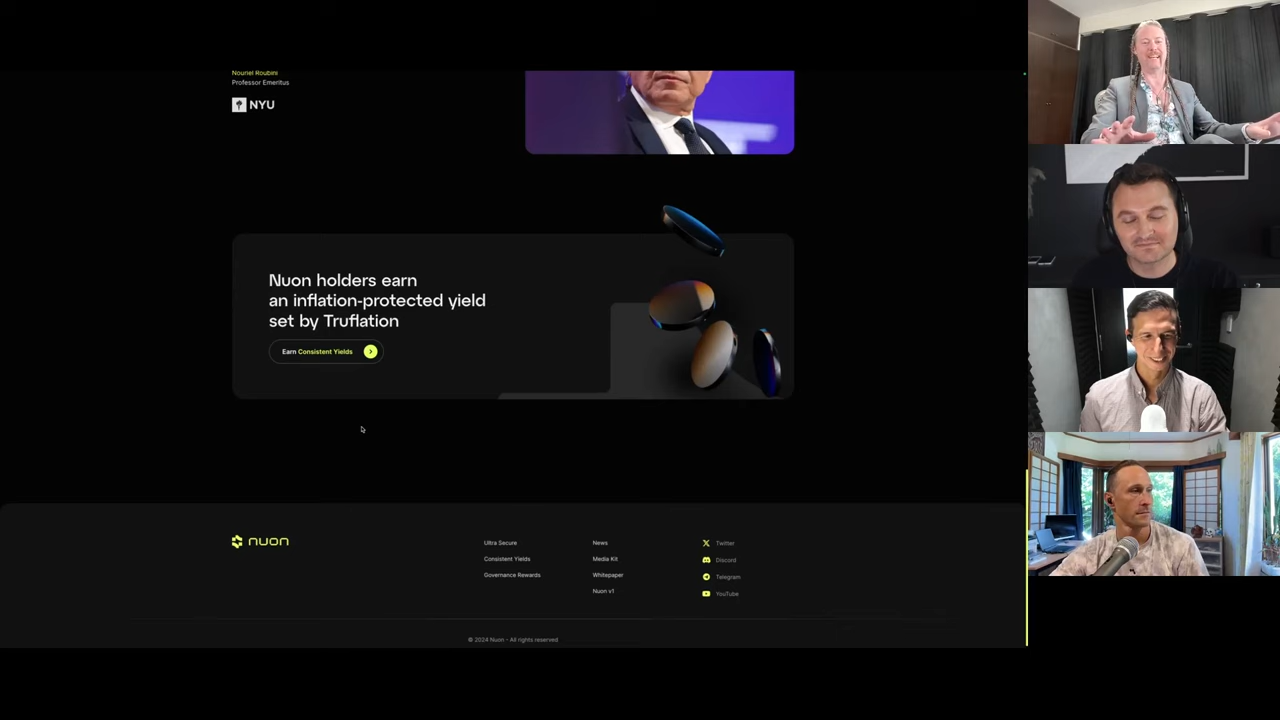 Nouriel Roubini
Professor Emeritus
NYU
Nuon holders earn
an inflation-protected yield
set by Truflation
Earn Consistent Yields
nuon
Ultra Secure
Consistent Yields
Governance Rewards
News
Media Kit
Whitepaper
Nuon v1
Twitter
Discord
Telegram
YouTube
© 2024 Nuon - All rights reserved